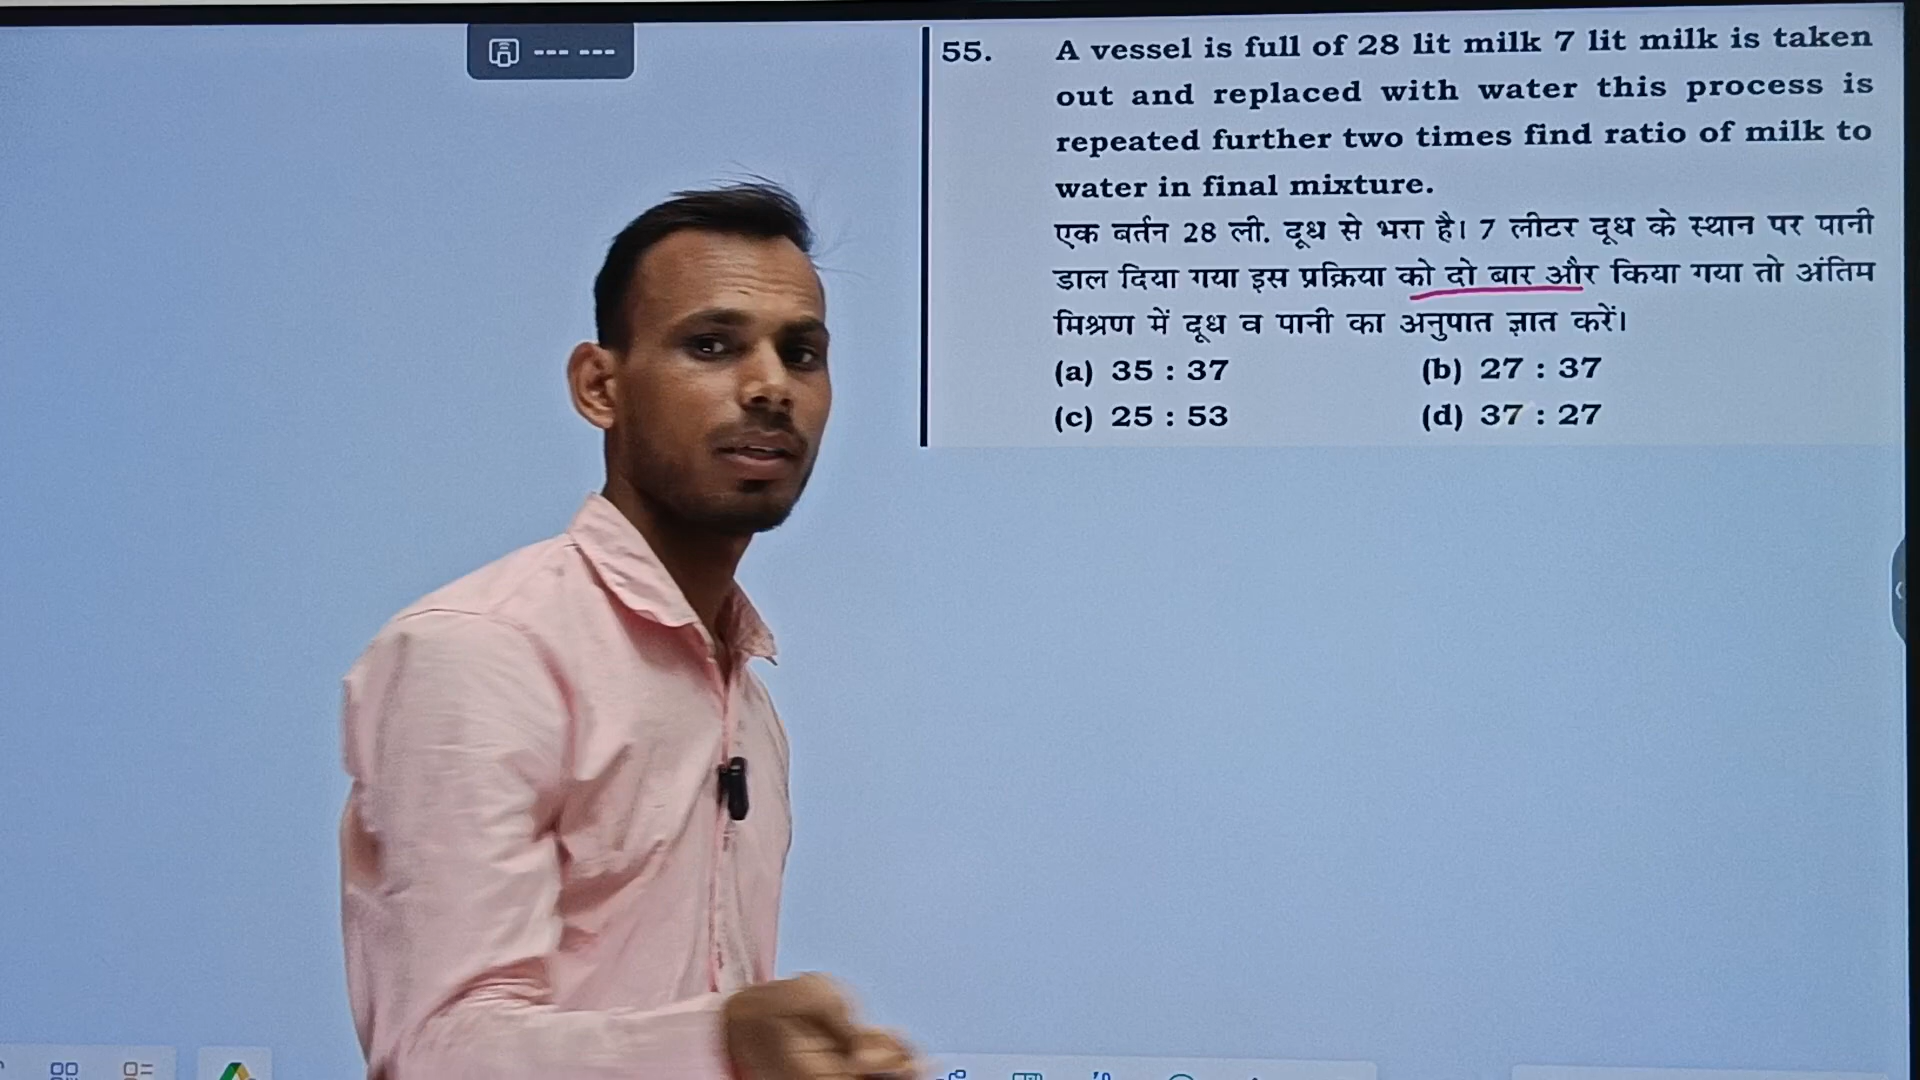 --- ---
55. A vessel is full of 28 lit milk 7 lit milk is taken
out and replaced with water this process is
repeated further two times find ratio of milk to
water in final mixture.
एक बर्तन 28 ली. दूध से भरा है। 7 लीटर दूध के स्थान पर पानी
डाल दिया गया इस प्रक्रिया को दो बार और किया गया तो अंतिम
मिश्रण में दूध व पानी का अनुपात ज्ञात करें।
(a) 35 : 37 (b) 27 : 37
(c) 25 : 53 (d) 37 : 27